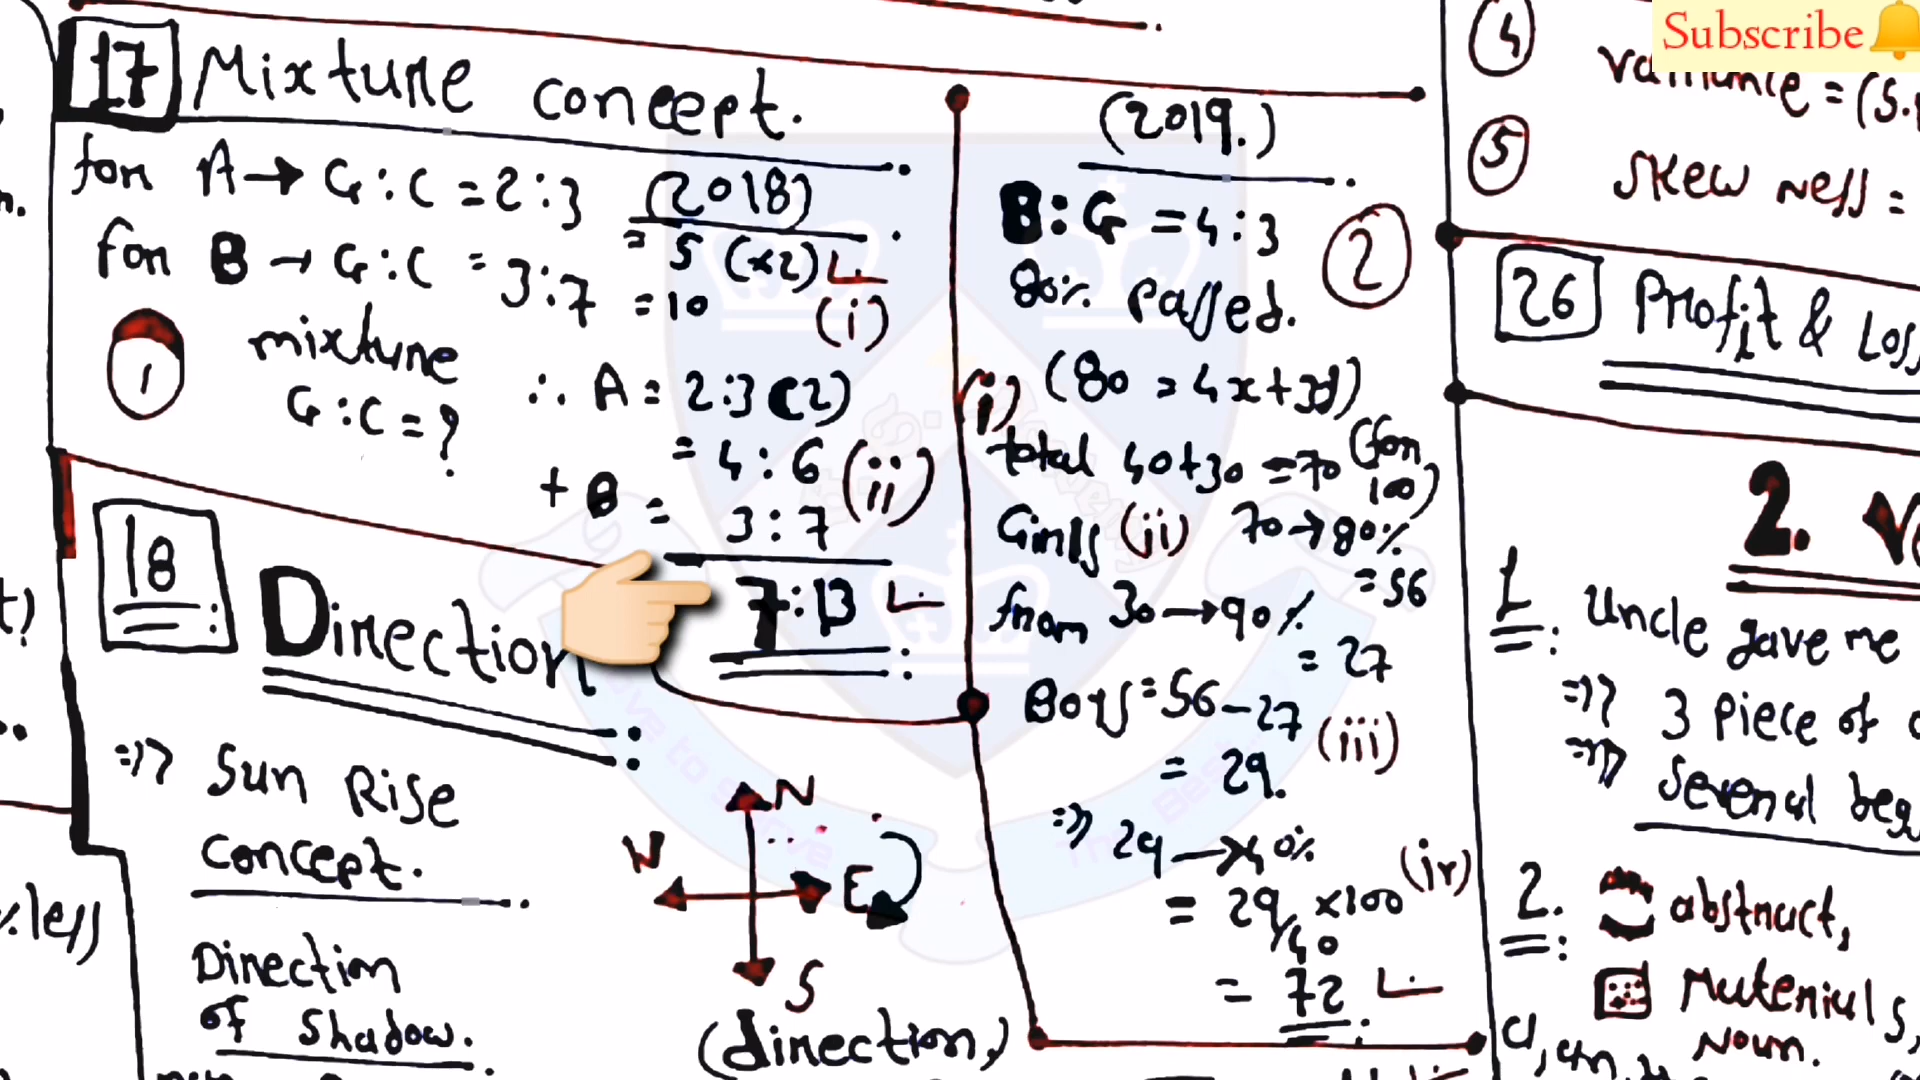 17 Mixture concept.
for A → G:C = 2:3 (2018)
= 5 (×2)
for B → G:C = 3:7 = 10 (i)
1 mixture
G:C = ?
∴ A = 2:3 (2)
= 4:6 (ii)
+ B = 3:7
7:13
18 Direction
⇒ Sun Rise
concept.
Direction
of Shadow.
N
W
E
S
(direction,)
(2019.)
B:G = 4:3
80% passed.
2
(i) (80 = 4x+3y)
total 40+30 = 70 (for
100)
Girls (ii) 70→80%
= 56
from 30→90%
= 27
Boys = 56-27
= 29. (iii)
⇒ 29
= 29/40 ×100 (iv)
= 72
4
Subscribe
variance = (S.
5
Skewness =
26 Profit & Loss
2.
1 Uncle gave me
⇒ 3 Piece of
⇒ Several
2. abstract,
Materials,
Noun.
%less